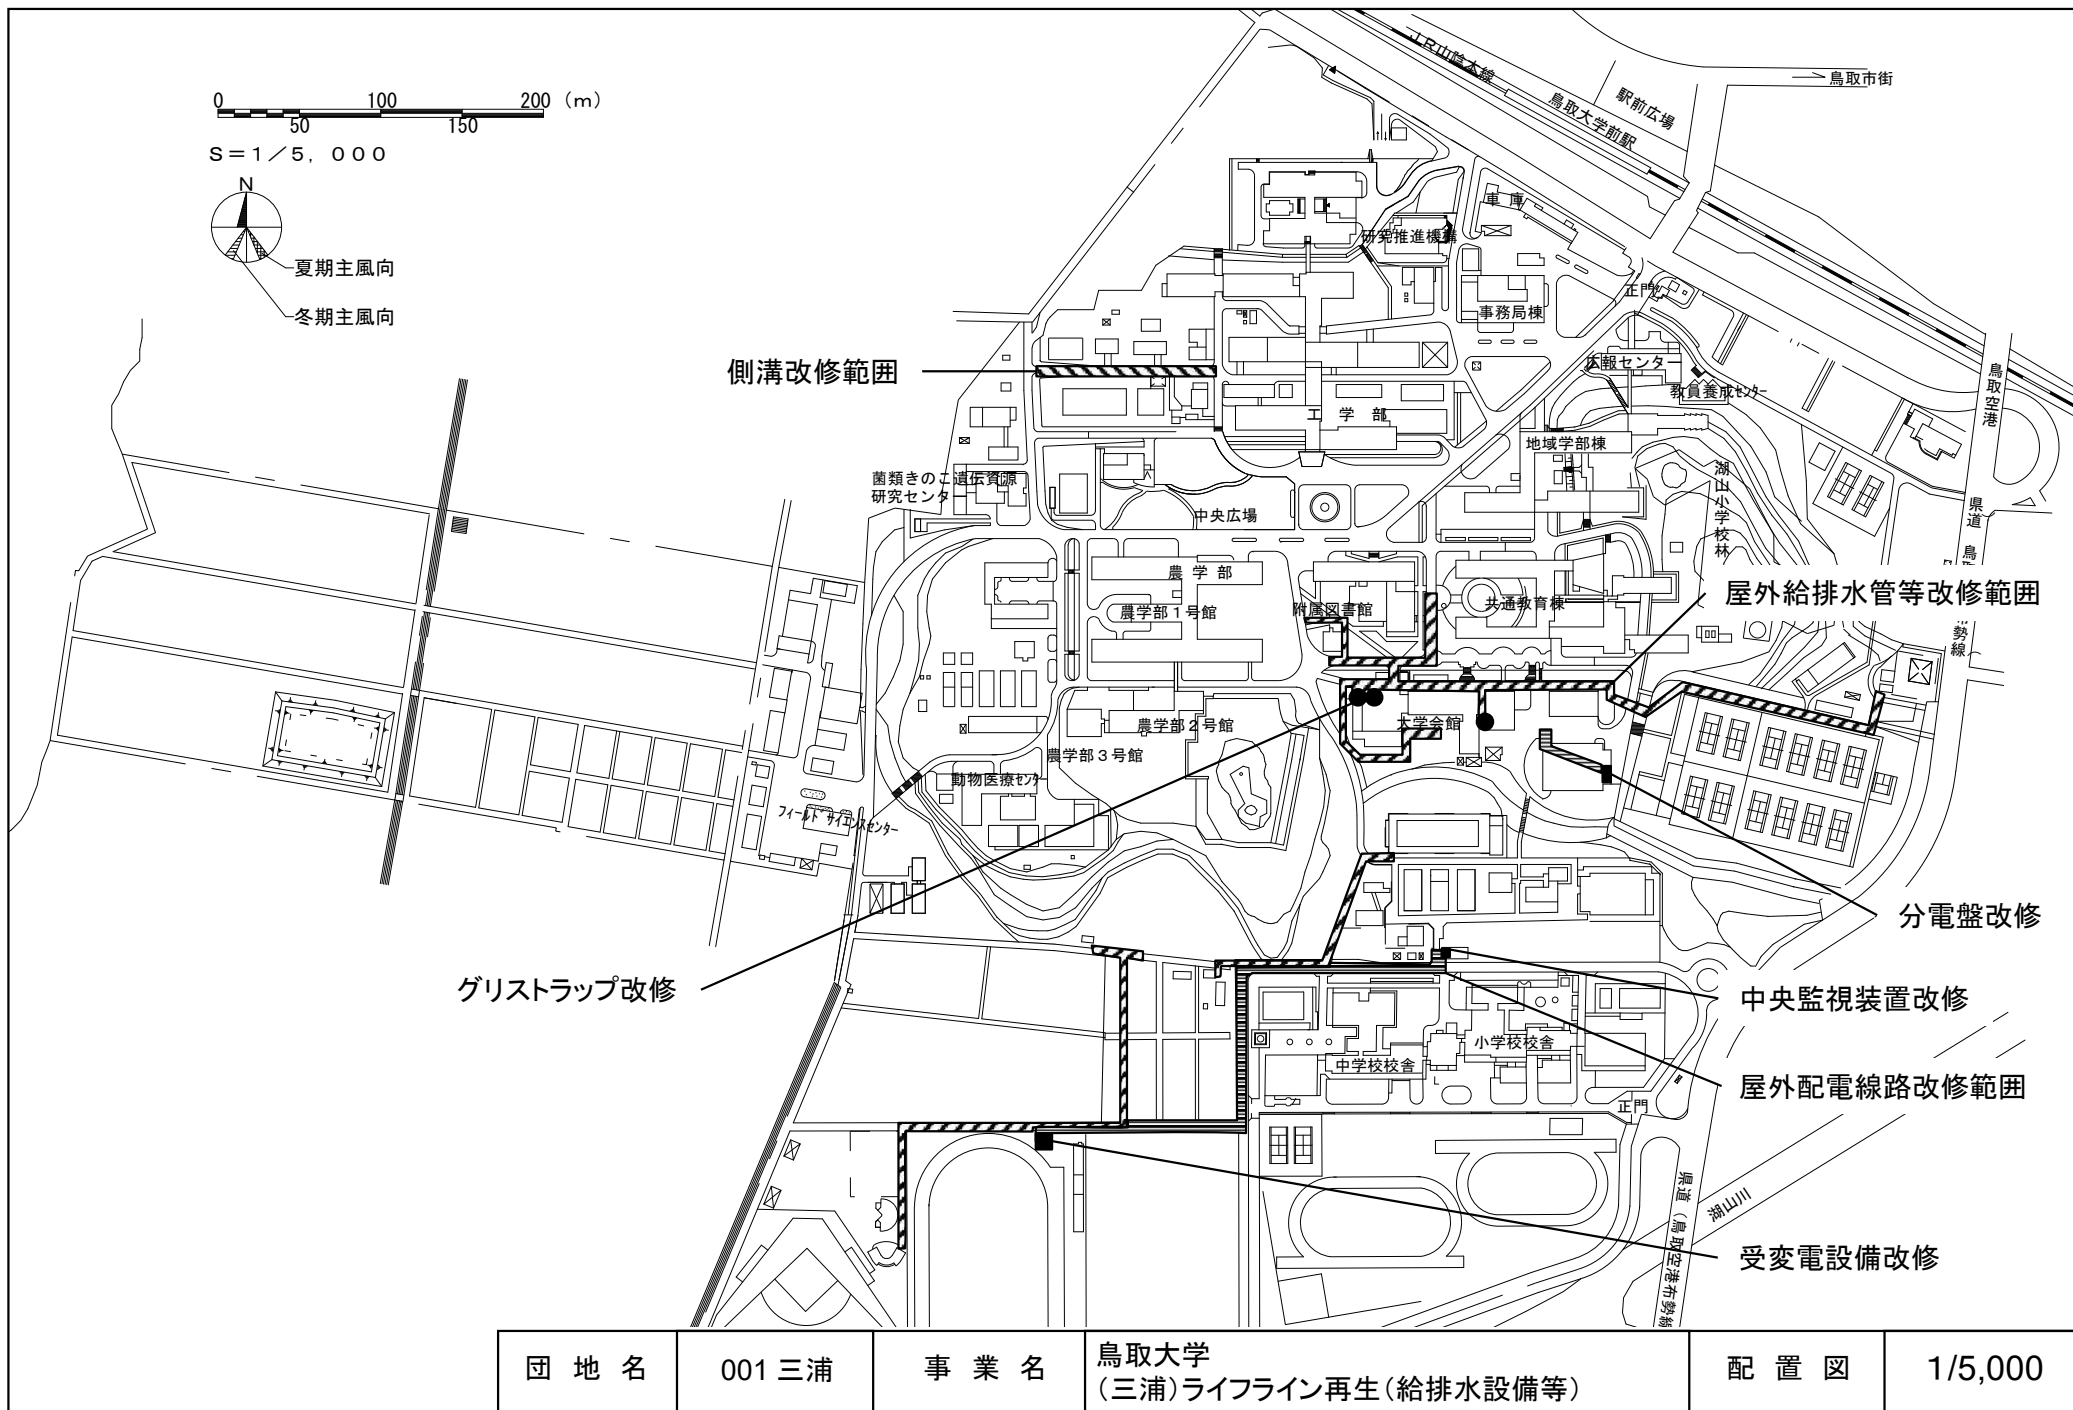 0
100
200 (m)
50
150
S=1/5,000
N
夏期主風向
冬期主風向
JR山陰本線
鳥取大学前駅
駅前広場
鳥取市街
車庫
研究推進機構
事務局棟
正門
広報センター
教員養成センター
鳥取空港
側溝改修範囲
工学部
地域学部棟
湖山小学校林
県道
菌類きのこ遺伝資源
研究センター
中央広場
農学部
農学部1号館
附属図書館
共通教育棟
屋外給排水管等改修範囲
布勢線
農学部2号館
大学会館
農学部3号館
動物医療センター
フィールドサイエンスセンター
分電盤改修
グリストラップ改修
中央監視装置改修
中学校校舎
小学校校舎
屋外配電線路改修範囲
正門
県道(鳥取空港布勢線
湖山川
受変電設備改修
団地名
001 三浦
事業名
鳥取大学
(三浦)ライフライン再生(給排水設備等)
配置図
1/5,000